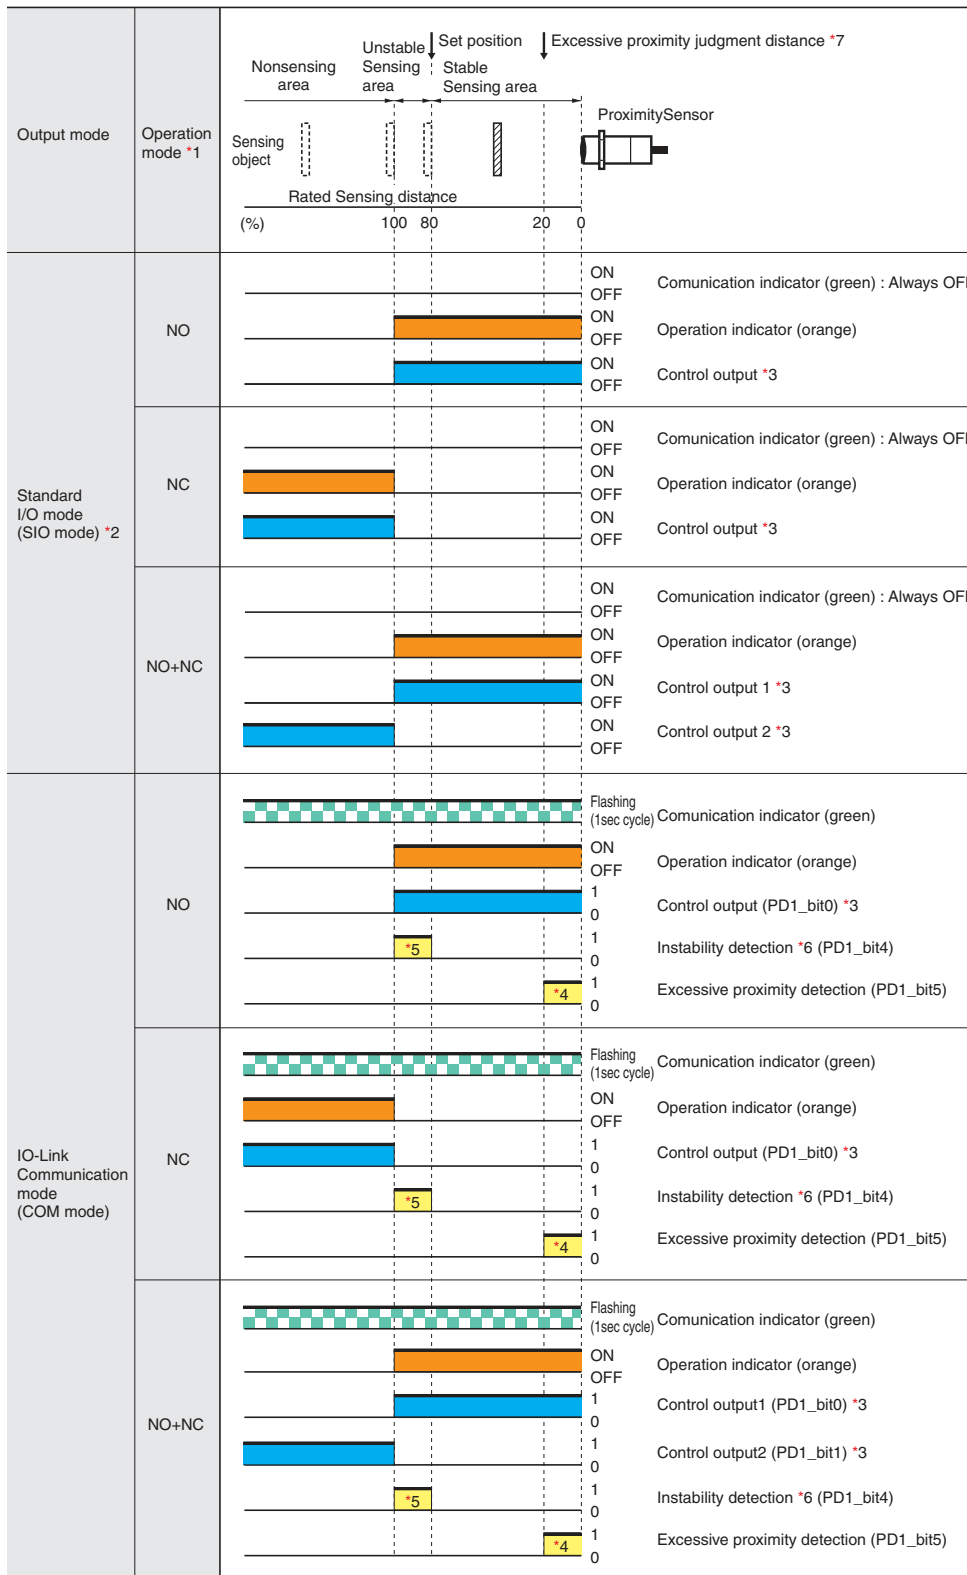 Output mode
Operation
mode *1
Set position
Excessive proximity judgment distance *7
Nonsensing
area
Unstable
Sensing
area
Stable
Sensing area
ProximitySensor
Sensing
object
Rated Sensing distance
(%) 100 80 20 0
Standard
I/O mode
(SIO mode) *2
NO
ON
OFF
Comunication indicator (green) : Always OF
ON
OFF
Operation indicator (orange)
ON
OFF
Control output *3
NC
ON
OFF
Comunication indicator (green) : Always OF
ON
OFF
Operation indicator (orange)
ON
OFF
Control output *3
NO+NC
ON
OFF
Comunication indicator (green) : Always OF
ON
OFF
Operation indicator (orange)
ON
OFF
Control output 1 *3
ON
OFF
Control output 2 *3
IO-Link
Communication
mode
(COM mode)
NO
Flashing
(1sec cycle)
Comunication indicator (green)
ON
OFF
Operation indicator (orange)
1
0
Control output (PD1_bit0) *3
*5
1
0
Instability detection *6 (PD1_bit4)
*4
1
0
Excessive proximity detection (PD1_bit5)
NC
Flashing
(1sec cycle)
Comunication indicator (green)
ON
OFF
Operation indicator (orange)
1
0
Control output (PD1_bit0) *3
*5
1
0
Instability detection *6 (PD1_bit4)
*4
1
0
Excessive proximity detection (PD1_bit5)
NO+NC
Flashing
(1sec cycle)
Comunication indicator (green)
ON
OFF
Operation indicator (orange)
1
0
Control output1 (PD1_bit0) *3
1
0
Control output2 (PD1_bit1) *3
*5
1
0
Instability detection *6 (PD1_bit4)
*4
1
0
Excessive proximity detection (PD1_bit5)